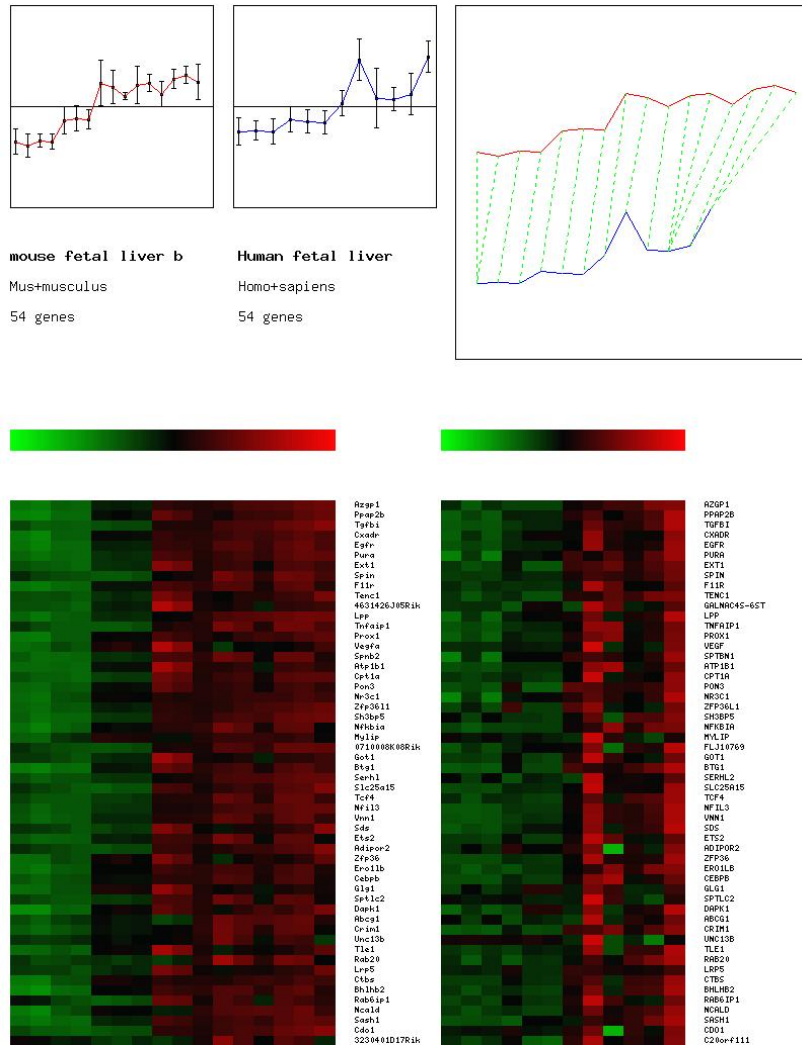 mouse fetal liver b
Mus+musculus
54 genes
Human fetal liver
Homo+sapiens
54 genes
Azgp1
Ppap2b
Tgfbi
Cxadr
Egfr
Pura
Ext1
Spin
F11r
Tenc1
4631426J05Rik
Lpp
Tnfaip1
Prox1
Vegfa
Spnb2
Atp1b1
Cpt1a
Pon3
Nr3c1
Zfp36l1
Sh3bp5
Nfkbia
Mylip
0710008K08Rik
Got1
Btg1
Serhl
Slc25a15
Tcf4
Nfil3
Vnn1
Sds
Ets2
Adipor2
Zfp36
Ero1lb
Cebpb
Glg1
Sptlc2
Dapk1
Abcg1
Crim1
Unc13b
Tle1
Rab20
Lrp5
Ctbs
Bhlhb2
Rab6ip1
Ncald
Sash1
Cdo1
3230401D17Rik
AZGP1
PPAP2B
TGFBI
CXADR
EGFR
PURA
EXT1
SPIN
F11R
TENC1
GALNAC4S-6ST
LPP
TNFAIP1
PROX1
VEGF
SPTBN1
ATP1B1
CPT1A
PON3
NR3C1
ZFP36L1
SH3BP5
NFKBIA
MYLIP
FLJ10769
GOT1
BTG1
SERHL2
SLC25A15
TCF4
NFIL3
VNN1
SDS
ETS2
ADIPOR2
ZFP36
ERO1LB
CEBPB
GLG1
SPTLC2
DAPK1
ABCG1
CRIM1
UNC13B
TLE1
RAB20
LRP5
CTBS
BHLHB2
RAB6IP1
NCALD
SASH1
CDO1
C20orf111